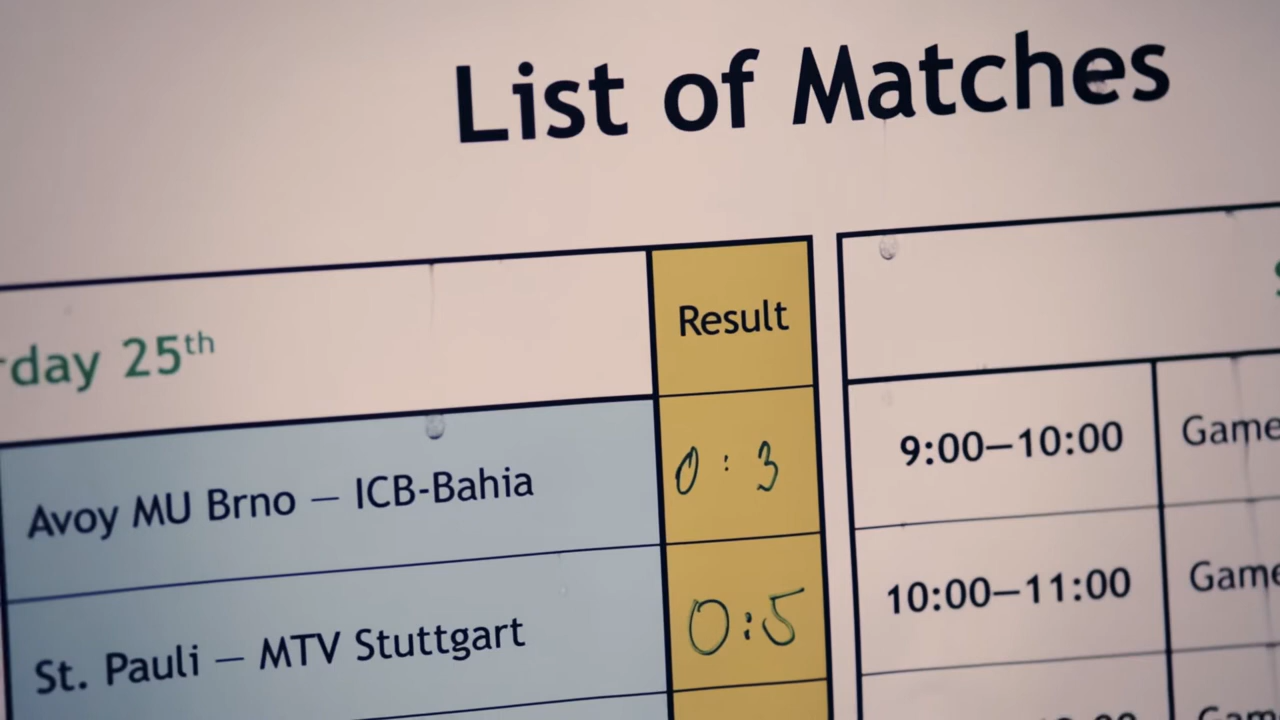 List of Matches
rday 25th
Result
Avoy MU Brno – ICB-Bahia
0 : 3
St. Pauli – MTV Stuttgart
0:5
9:00–10:00
Game
10:00–11:00
Game